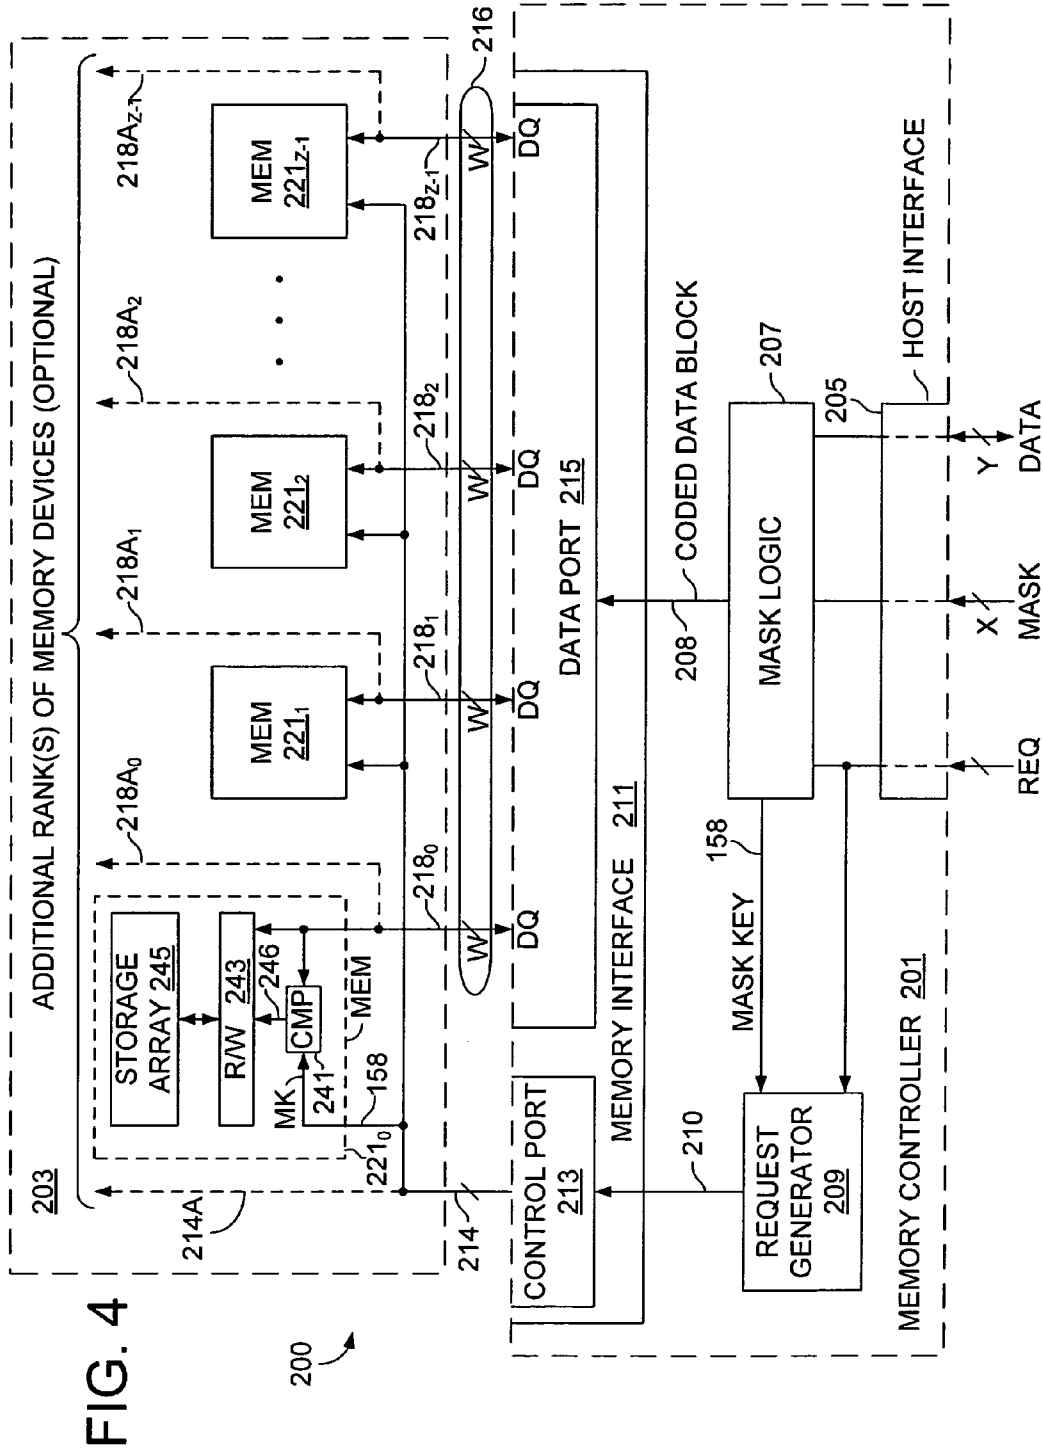 FIG. 4
200
203
ADDITIONAL RANK(S) OF MEMORY DEVICES (OPTIONAL)
214A
218A0
218A1
218A2
218AZ-1
STORAGE
ARRAY 245
R/W 243
246
CMP
241
MK
158
2210
MEM
MEM
2211
MEM
2212
MEM
221Z-1
214
2180
2181
2182
218Z-1
216
W
W
W
W
DQ
DQ
DQ
DQ
CONTROL PORT
213
DATA PORT 215
MEMORY INTERFACE 211
210
208
CODED DATA BLOCK
REQUEST
GENERATOR
209
MASK KEY
158
MASK LOGIC
207
205
HOST INTERFACE
MEMORY CONTROLLER 201
X
Y
REQ
MASK
DATA